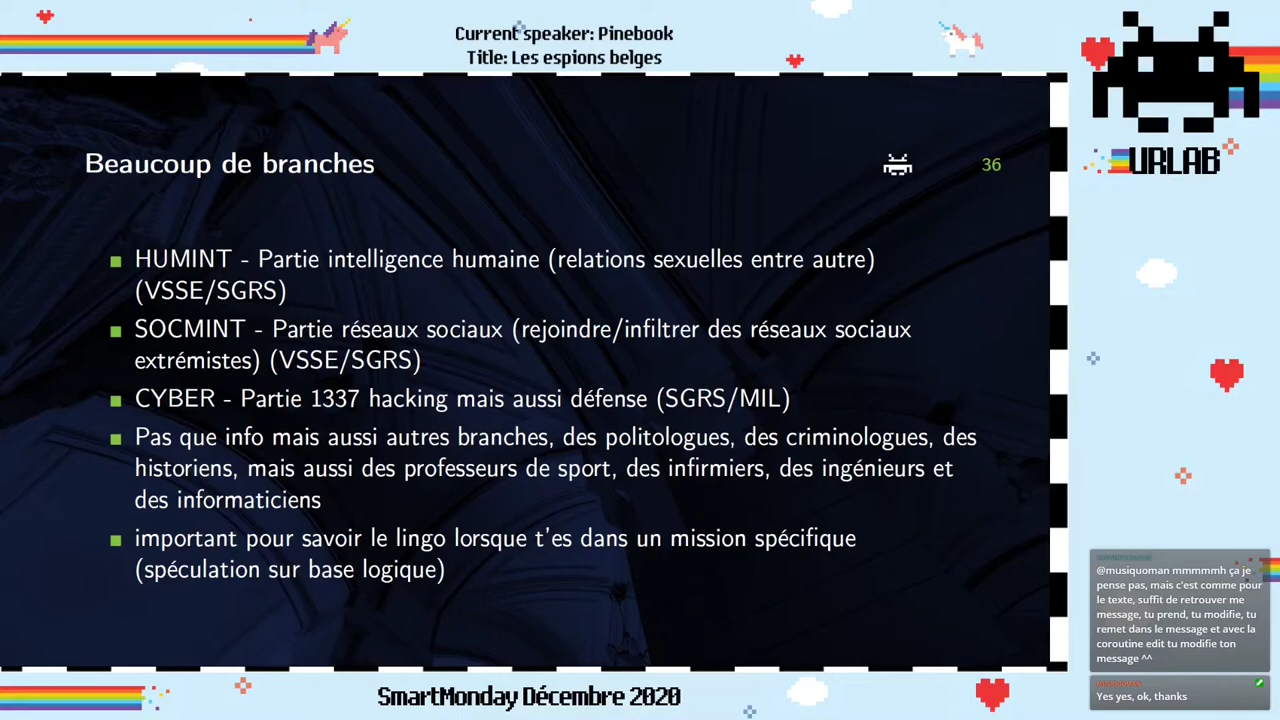 Current speaker: Pinebook
Title: Les espions belges
URLAB
Beaucoup de branches
36
HUMINT - Partie intelligence humaine (relations sexuelles entre autre)
(VSSE/SGRS)
SOCMINT - Partie réseaux sociaux (rejoindre/infiltrer des réseaux sociaux
extrémistes) (VSSE/SGRS)
CYBER - Partie 1337 hacking mais aussi défense (SGRS/MIL)
Pas que info mais aussi autres branches, des politologues, des criminologues, des
historiens, mais aussi des professeurs de sport, des infirmiers, des ingénieurs et
des informaticiens
important pour savoir le lingo lorsque t'es dans un mission spécifique
(spéculation sur base logique)
@musiquoman mmmmmh ça je
pense pas, mais c'est comme pour
le texte, suffit de retrouver me
message, tu prend, tu modifie, tu
remet dans le message et avec la
coroutine edit tu modifie ton
message ^^
Yes yes, ok, thanks
SmartMonday Décembre 2020